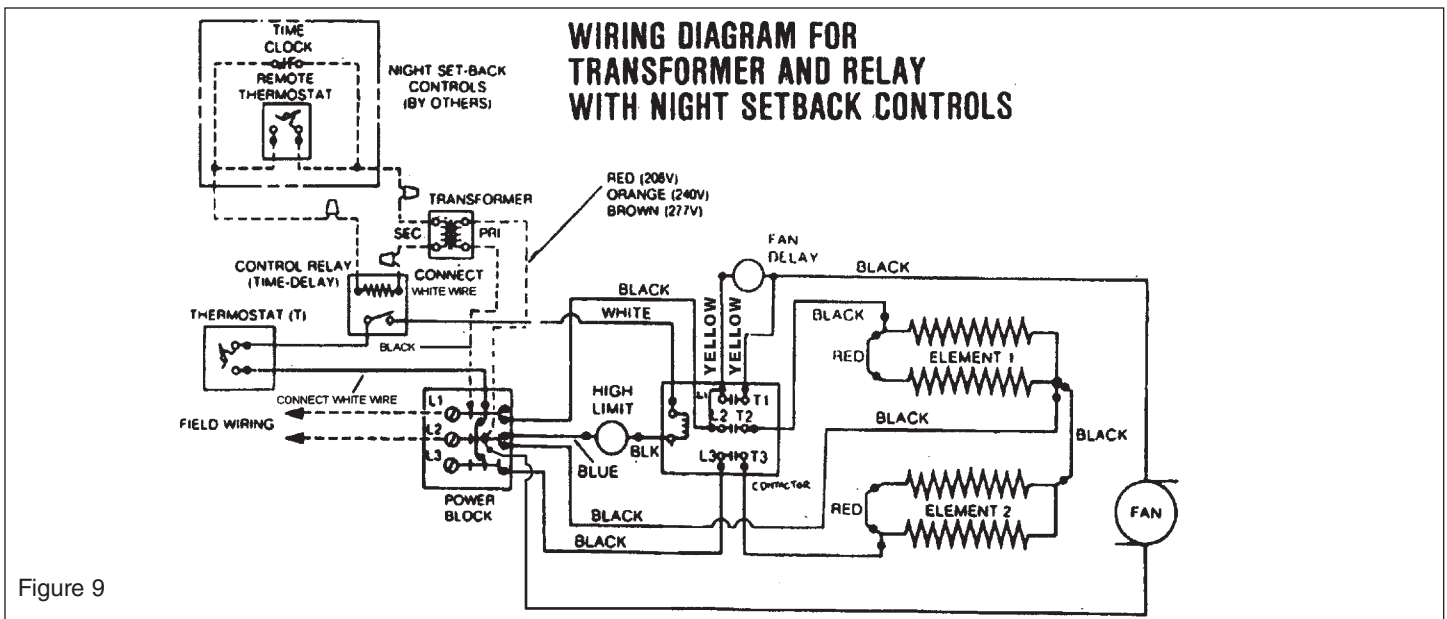 WIRING DIAGRAM FOR
TRANSFORMER AND RELAY
WITH NIGHT SETBACK CONTROLS
TIME
CLOCK
REMOTE
THERMOSTAT
NIGHT SET-BACK
CONTROLS
(BY OTHERS)
RED (208V)
ORANGE (240V)
BROWN (277V)
TRANSFORMER
SEC
PRI
CONTROL RELAY
(TIME-DELAY)
CONNECT
WHITE WIRE
THERMOSTAT (T)
BLACK
CONNECT WHITE WIRE
FIELD WIRING
L1
L2
L3
POWER
BLOCK
BLACK
WHITE
HIGH
LIMIT
BLUE
BLK
YELLOW
YELLOW
FAN
DELAY
BLACK
L1
T1
L2
T2
L3
T3
CONTACTOR
BLACK
RED
ELEMENT 1
BLACK
BLACK
RED
ELEMENT 2
FAN
BLACK
BLACK
Figure 9